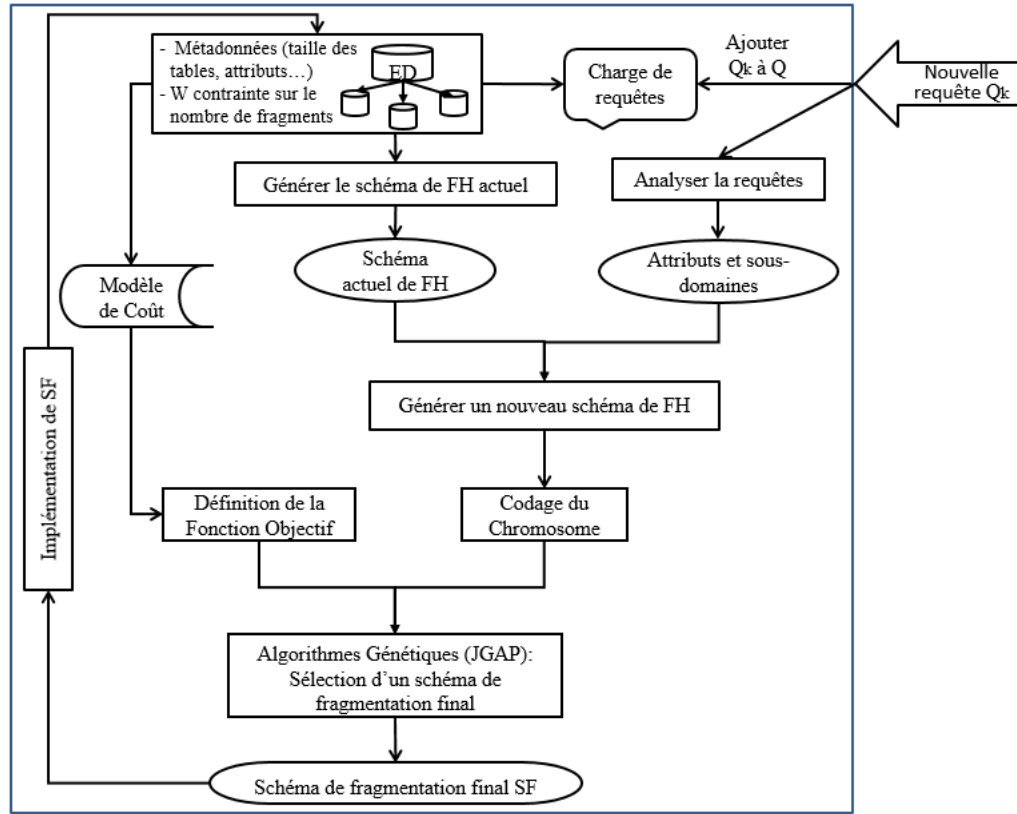 - Métadonnées (taille des
tables, attributs...)
- W contrainte sur le
nombre de fragments
ED
Charge de
requêtes
Ajouter
Qk à Q
Nouvelle
requête Qk
Générer le schéma de FH actuel
Analyser la requêtes
Schéma
actuel de FH
Attributs et sous-
domaines
Modèle
de Coût
Générer un nouveau schéma de FH
Implémentation de SF
Définition de la
Fonction Objectif
Codage du
Chromosome
Algorithmes Génétiques (JGAP):
Sélection d'un schéma de
fragmentation final
Schéma de fragmentation final SF